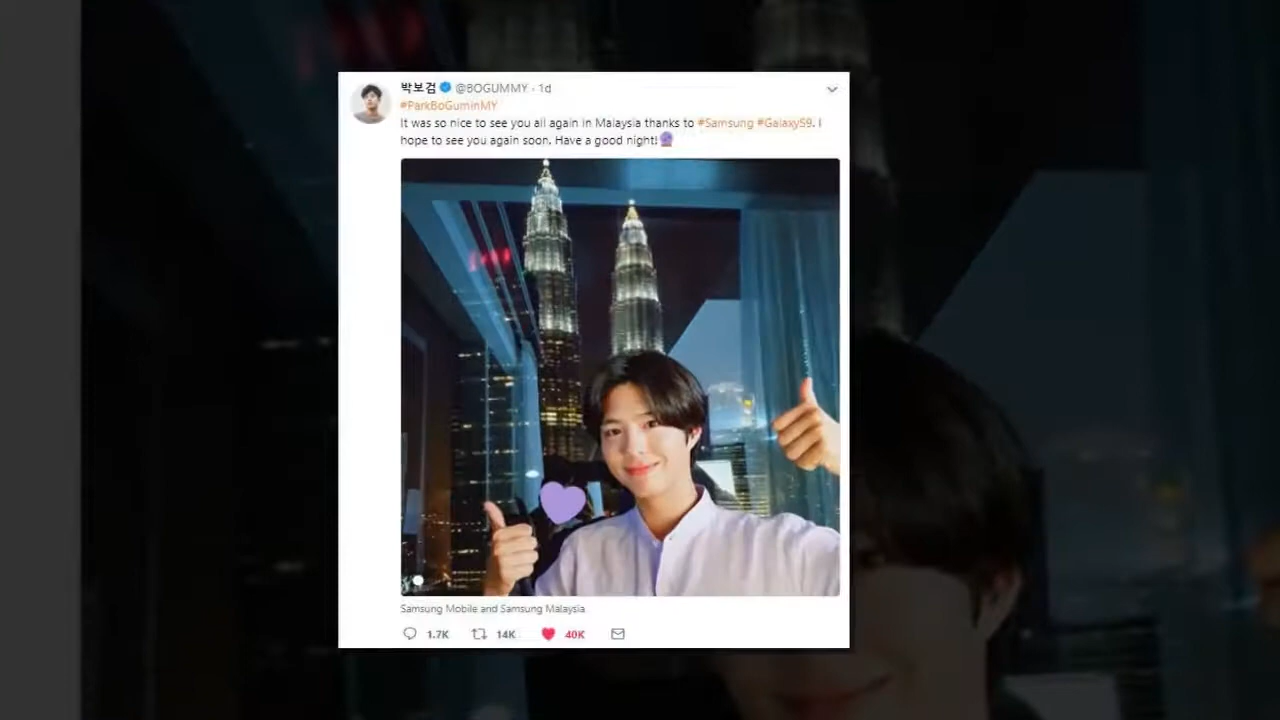 박보검 @BOGUMMY · 1d
#ParkBoGuminMY
It was so nice to see you all again in Malaysia thanks to #Samsung #GalaxyS9. I
hope to see you again soon, Have a good night!🔮
Samsung Mobile and Samsung Malaysia
1.7K 14K 40K